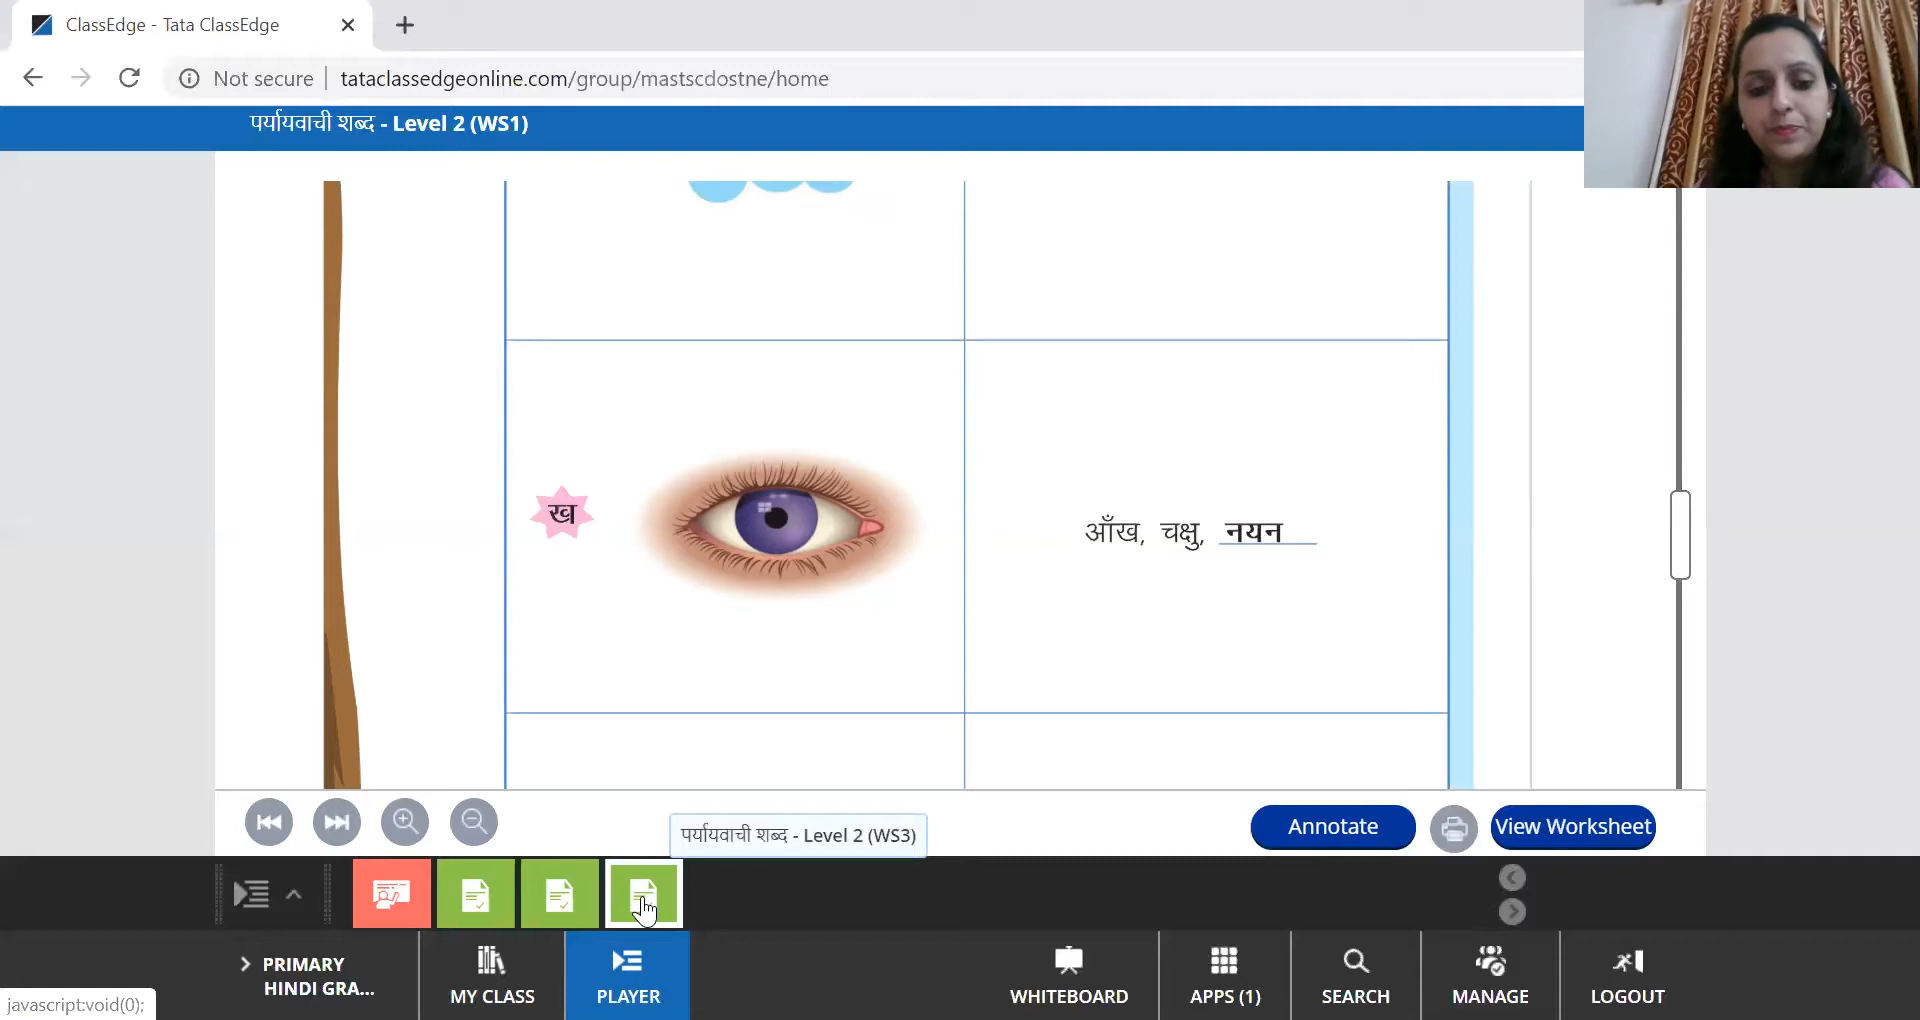 ClassEdge - Tata ClassEdge
Not secure tataclassedgeonline.com/group/mastscdostne/home
पर्यायवाची शब्द - Level 2 (WS1)
ख
आँख, चक्षु, नयन
पर्यायवाची शब्द - Level 2 (WS3)
Annotate
View Worksheet
PRIMARY
HINDI GRA...
MY CLASS
PLAYER
WHITEBOARD
APPS (1)
SEARCH
MANAGE
LOGOUT
javascript:void(0);